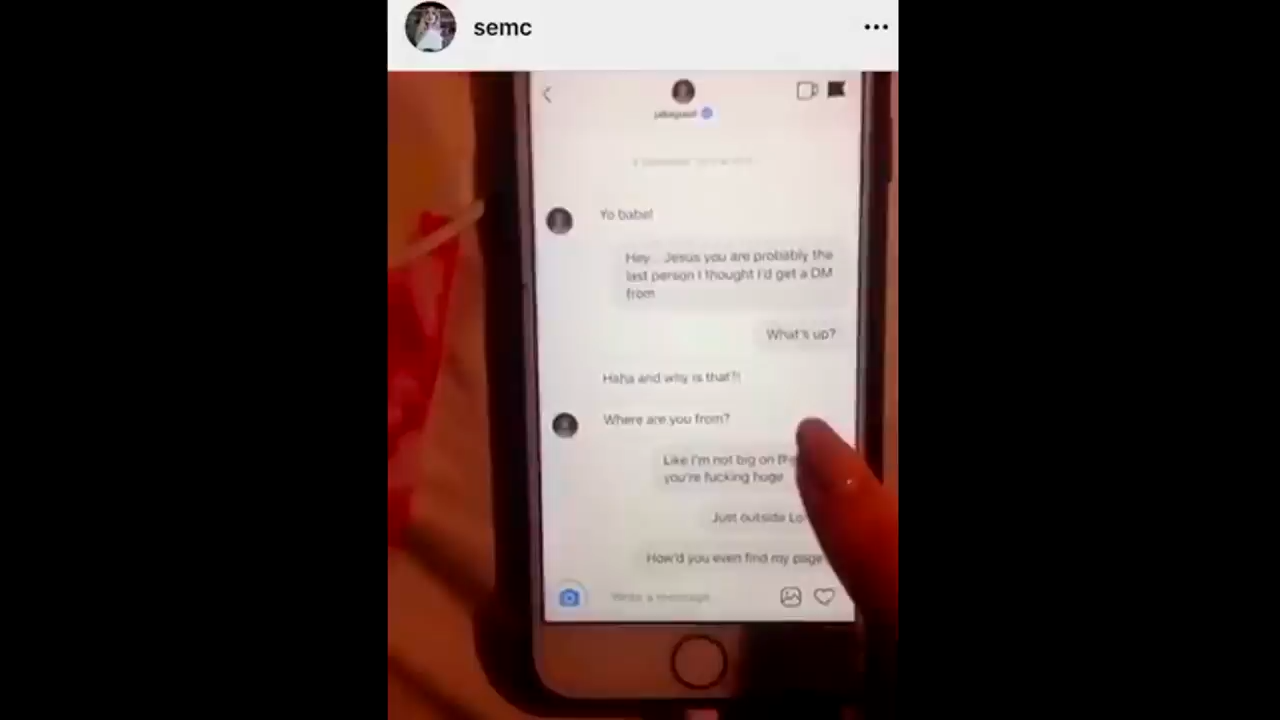 semc
Yo babe!
Hey... Jesus you are probably the
last person I thought I'd get a DM
from
What's up?
Haha and why is that?!
Where are you from?
Like I'm not big on
you're fucking huge
Just outside
How'd you even find my page
Write a message